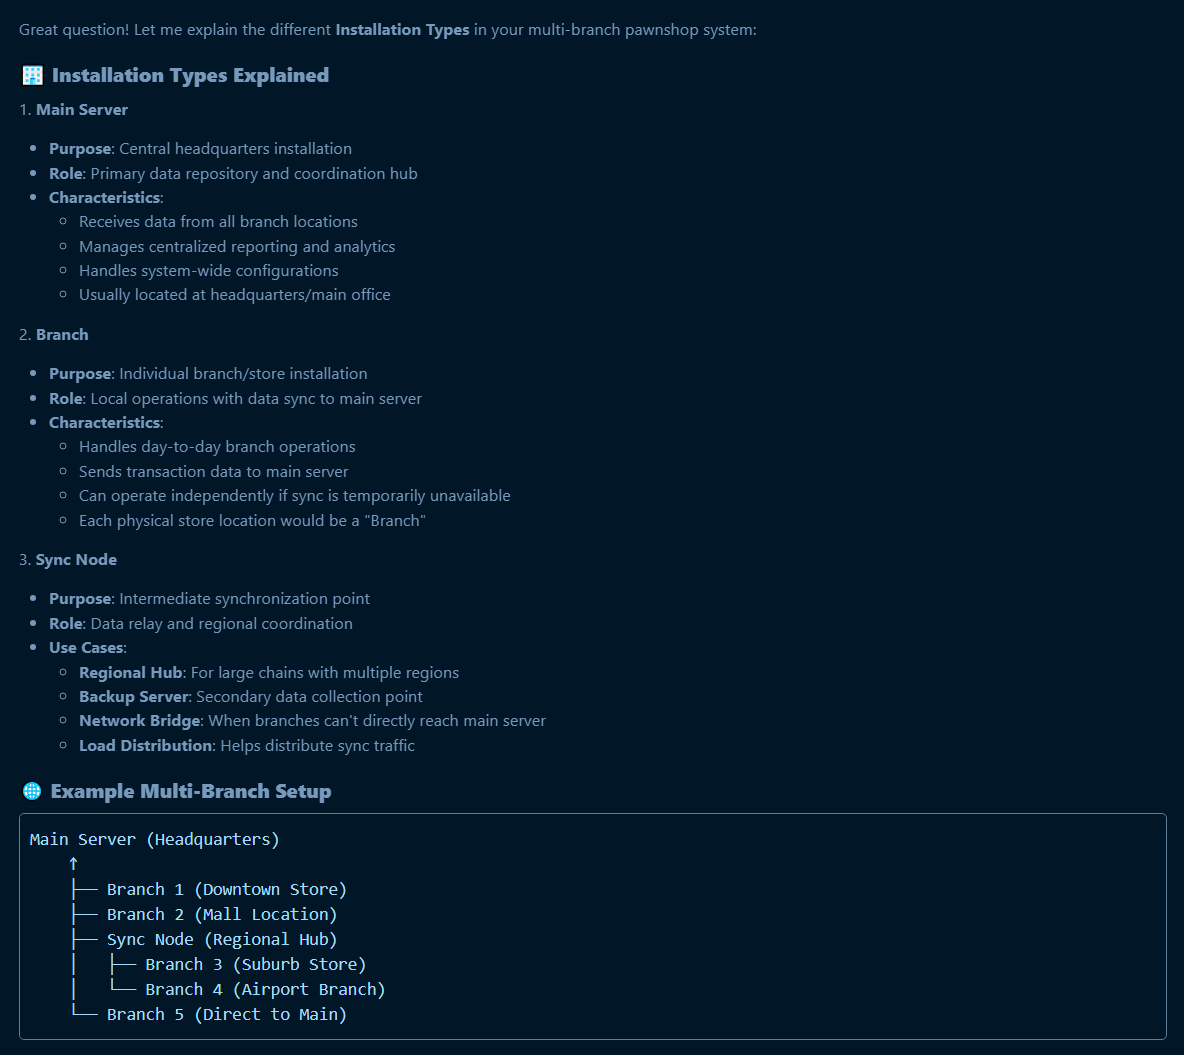 Great question! Let me explain the different Installation Types in your multi-branch pawnshop system:
🏢 Installation Types Explained
1. Main Server
• Purpose: Central headquarters installation
• Role: Primary data repository and coordination hub
• Characteristics:
○ Receives data from all branch locations
○ Manages centralized reporting and analytics
○ Handles system-wide configurations
○ Usually located at headquarters/main office
2. Branch
• Purpose: Individual branch/store installation
• Role: Local operations with data sync to main server
• Characteristics:
○ Handles day-to-day branch operations
○ Sends transaction data to main server
○ Can operate independently if sync is temporarily unavailable
○ Each physical store location would be a "Branch"
3. Sync Node
• Purpose: Intermediate synchronization point
• Role: Data relay and regional coordination
• Use Cases:
○ Regional Hub: For large chains with multiple regions
○ Backup Server: Secondary data collection point
○ Network Bridge: When branches can't directly reach main server
○ Load Distribution: Helps distribute sync traffic
🌐 Example Multi-Branch Setup
Main Server (Headquarters)
    ↑
    ├── Branch 1 (Downtown Store)
    ├── Branch 2 (Mall Location)
    ├── Sync Node (Regional Hub)
    │   ├── Branch 3 (Suburb Store)
    │   └── Branch 4 (Airport Branch)
    └── Branch 5 (Direct to Main)